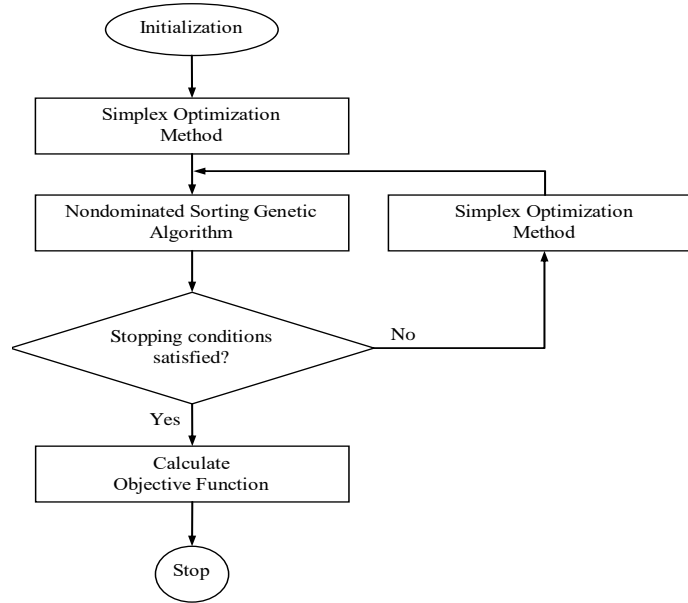 Initialization
Simplex Optimization
Method
Nondominated Sorting Genetic
Algorithm
Simplex Optimization
Method
Stopping conditions
satisfied?
No
Yes
Calculate
Objective Function
Stop